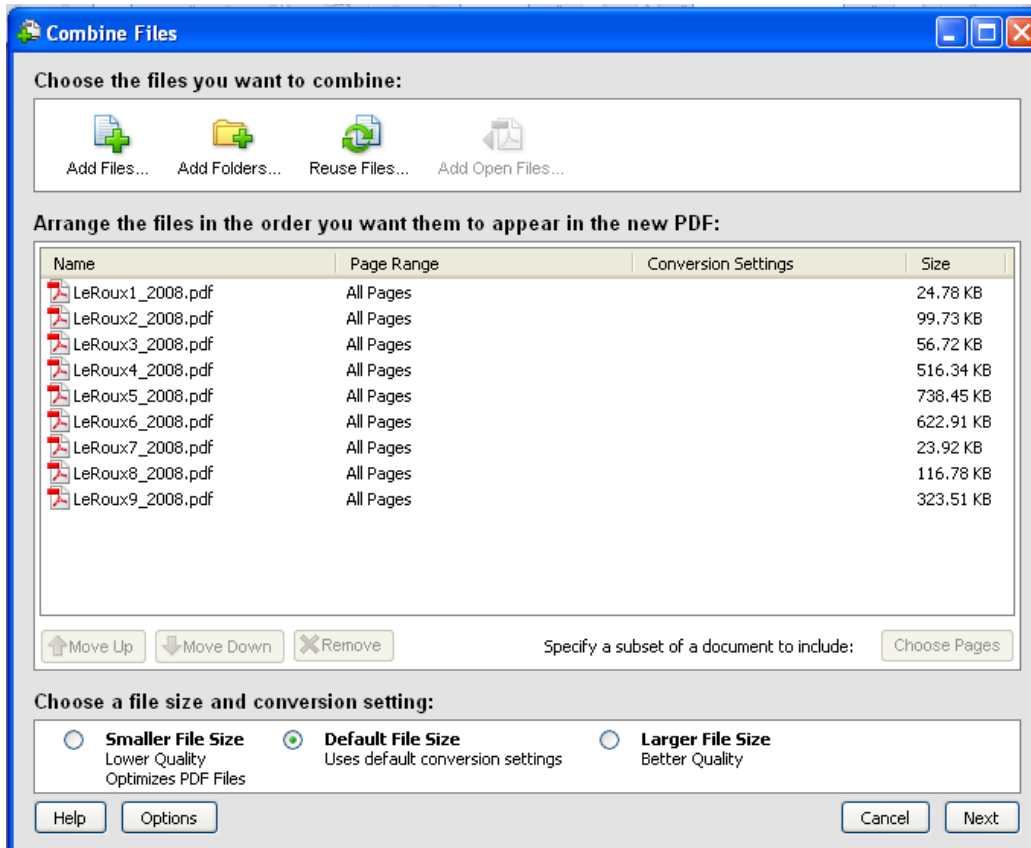 Combine Files
Choose the files you want to combine:
Add Files... Add Folders... Reuse Files... Add Open Files...
Arrange the files in the order you want them to appear in the new PDF:
Name Page Range Conversion Settings Size
LeRoux1_2008.pdf All Pages 24.78 KB
LeRoux2_2008.pdf All Pages 99.73 KB
LeRoux3_2008.pdf All Pages 56.72 KB
LeRoux4_2008.pdf All Pages 516.34 KB
LeRoux5_2008.pdf All Pages 738.45 KB
LeRoux6_2008.pdf All Pages 622.91 KB
LeRoux7_2008.pdf All Pages 23.92 KB
LeRoux8_2008.pdf All Pages 116.78 KB
LeRoux9_2008.pdf All Pages 323.51 KB
Move Up Move Down Remove Specify a subset of a document to include: Choose Pages
Choose a file size and conversion setting:
Smaller File Size Default File Size Larger File Size
Lower Quality Uses default conversion settings Better Quality
Optimizes PDF Files
Help Options Cancel Next